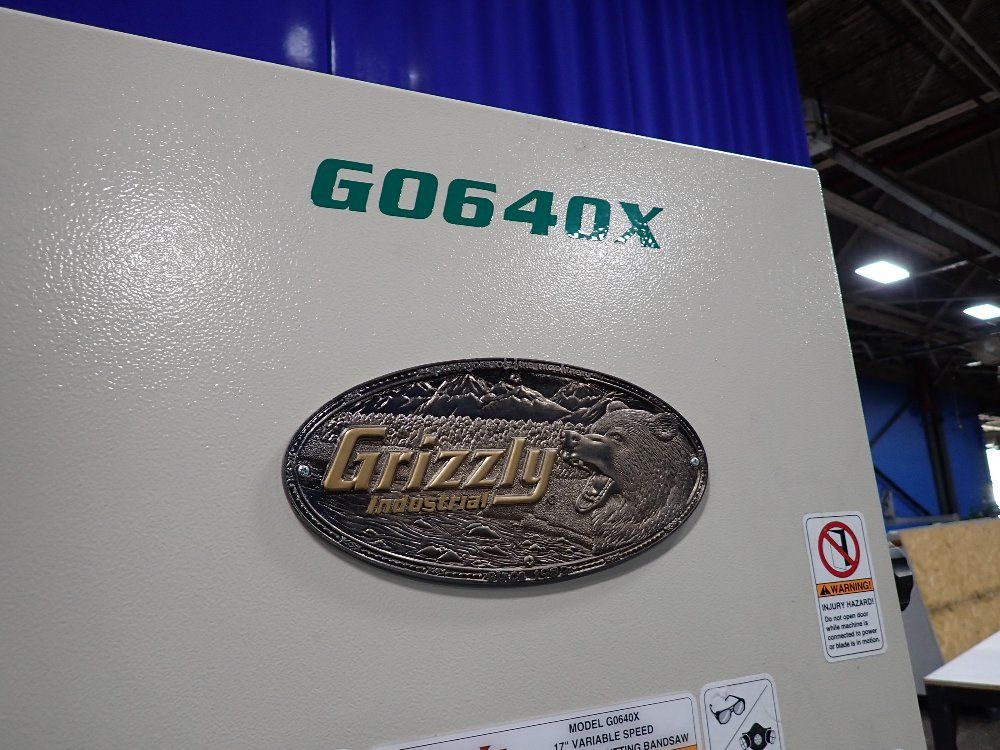 G0640X
Grizzly
Industrial
WARNING!
INJURY HAZARD!
Do not open door
while machine is
connected to power
or blade is in motion.
MODEL G0640X
17" VARIABLE SPEED
BANDSAW